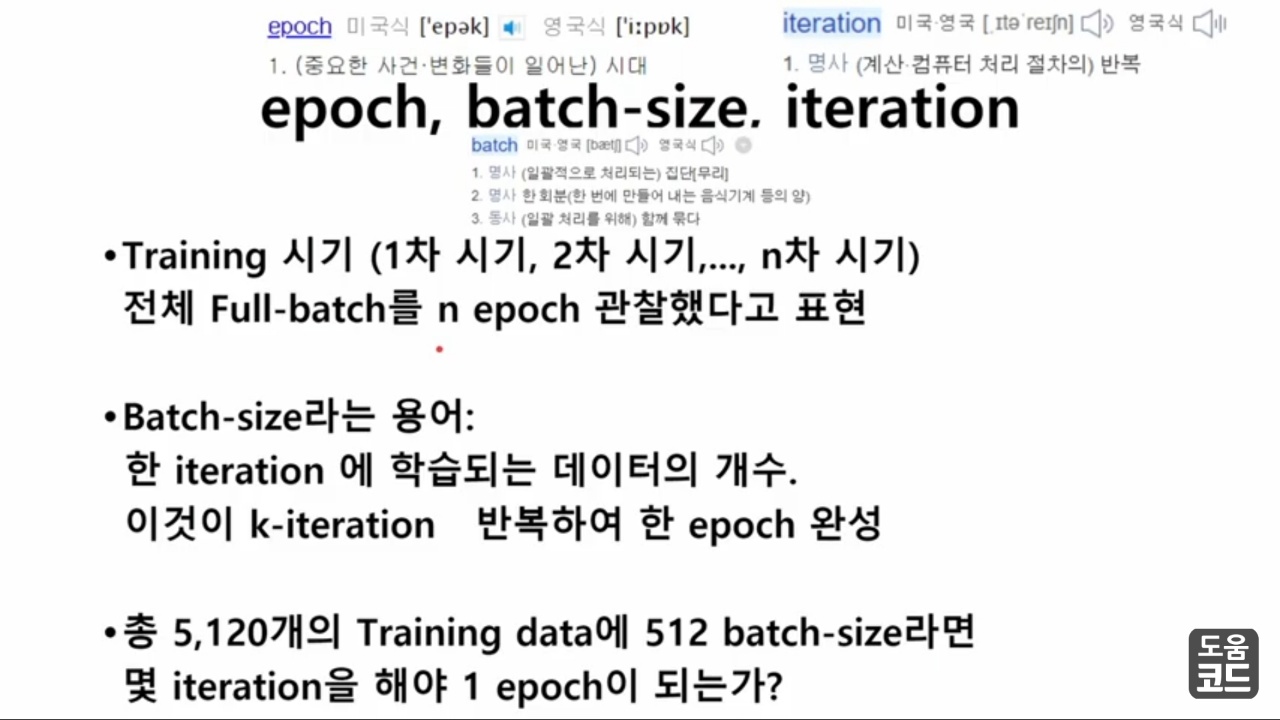 epoch 미국식 ['epək] 영국식 ['iːpɒk]
1. (중요한 사건·변화들이 일어난) 시대
iteration 미국·영국 [ˌɪtəˈreɪʃn] 영국식
1. 명사 (계산·컴퓨터 처리 절차의) 반복
epoch, batch-size. iteration
batch 미국·영국 [bætʃ] 영국식
1. 명사 (일괄적으로 처리되는) 집단[무리]
2. 명사 한 회분(한 번에 만들어 내는 음식기계 등의 양)
3. 동사 (일괄 처리를 위해) 함께 묶다
•Training 시기 (1차 시기, 2차 시기,..., n차 시기)
전체 Full-batch를 n epoch 관찰했다고 표현
•Batch-size라는 용어:
한 iteration 에 학습되는 데이터의 개수.
이것이 k-iteration 반복하여 한 epoch 완성
•총 5,120개의 Training data에 512 batch-size라면
몇 iteration을 해야 1 epoch이 되는가?
도움
코드